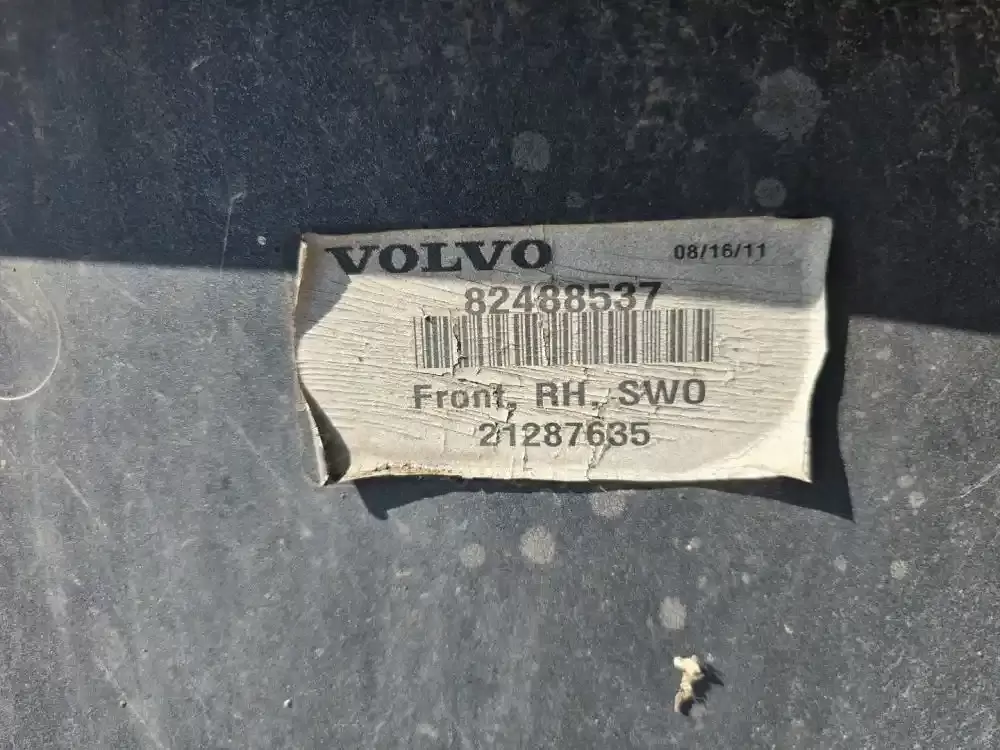 VOLVO 08/16/11
82488537
Front, RH, SWO
21287635